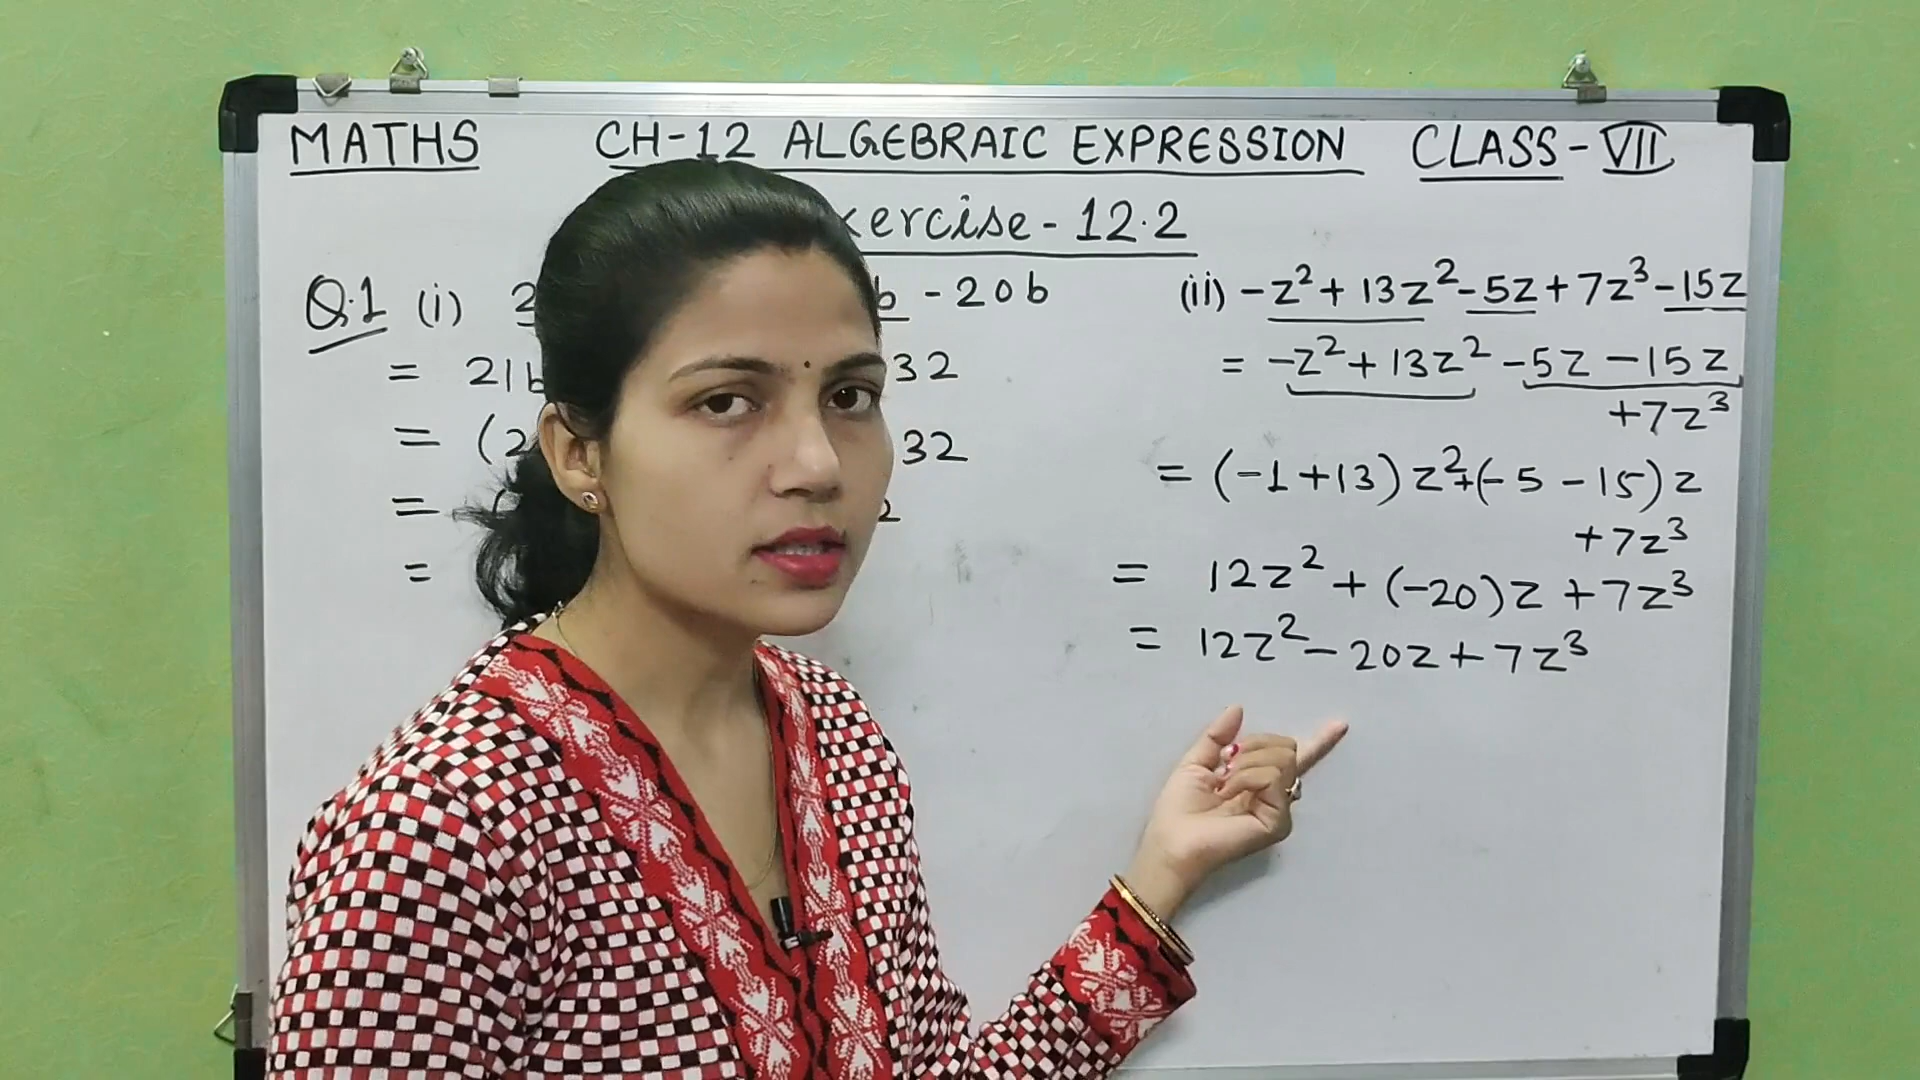 MATHS CH-12 ALGEBRAIC EXPRESSION CLASS-VII
xercise-12.2
Q.1 (i) 2 b - 20b
= 21b 32
= (2 32
= ( 2
=
(ii) -z²+13z²-5z+7z³-15z
= -z²+13z²-5z-15z
+7z³
= (-1+13)z²+(-5-15)z
+7z³
= 12z²+(-20)z+7z³
= 12z²-20z+7z³